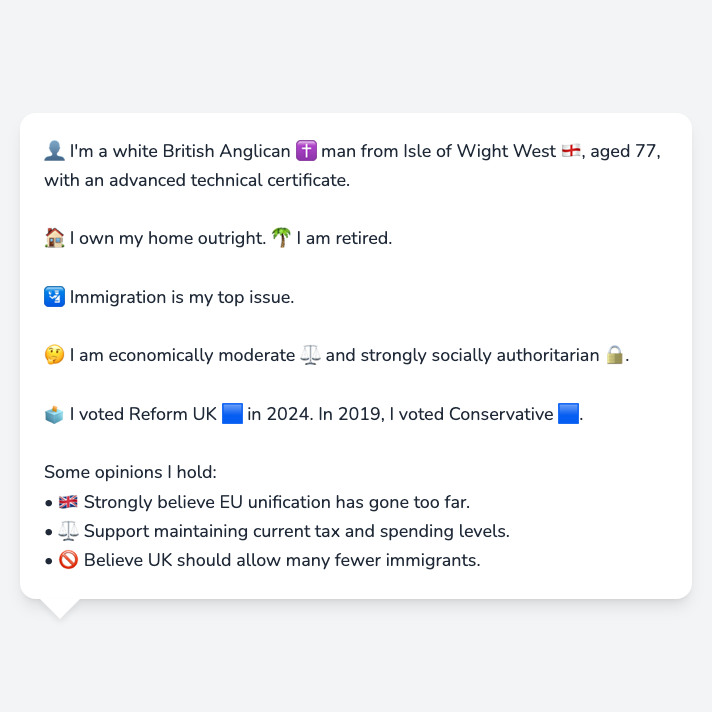 👤 I'm a white British Anglican ✝️ man from Isle of Wight West 🏴󠁧󠁢󠁥󠁮󠁧󠁿, aged 77,
with an advanced technical certificate.
🏠 I own my home outright. 🌴 I am retired.
🛂 Immigration is my top issue.
🤔 I am economically moderate ⚖️ and strongly socially authoritarian 🔒.
🗳️ I voted Reform UK 🟦 in 2024. In 2019, I voted Conservative 🟦.
Some opinions I hold:
• 🇬🇧 Strongly believe EU unification has gone too far.
• ⚖️ Support maintaining current tax and spending levels.
• 🚫 Believe UK should allow many fewer immigrants.